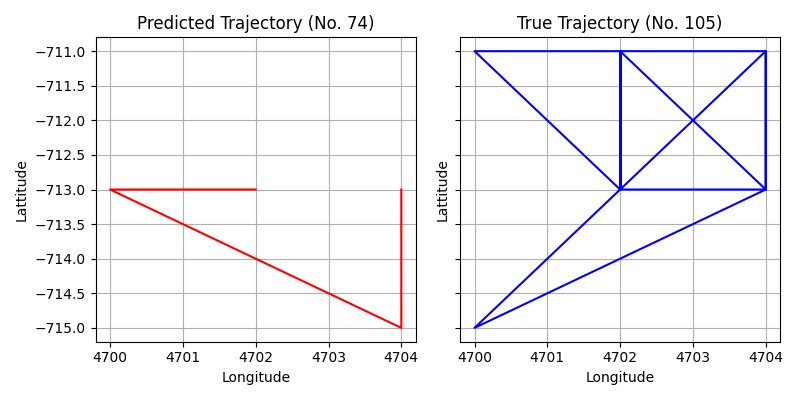 Predicted Trajectory (No. 74)
True Trajectory (No. 105)
Lattitude
−711.0
−711.5
−712.0
−712.5
−713.0
−713.5
−714.0
−714.5
−715.0
4700 4701 4702 4703 4704
Longitude
Lattitude
4700 4701 4702 4703 4704
Longitude